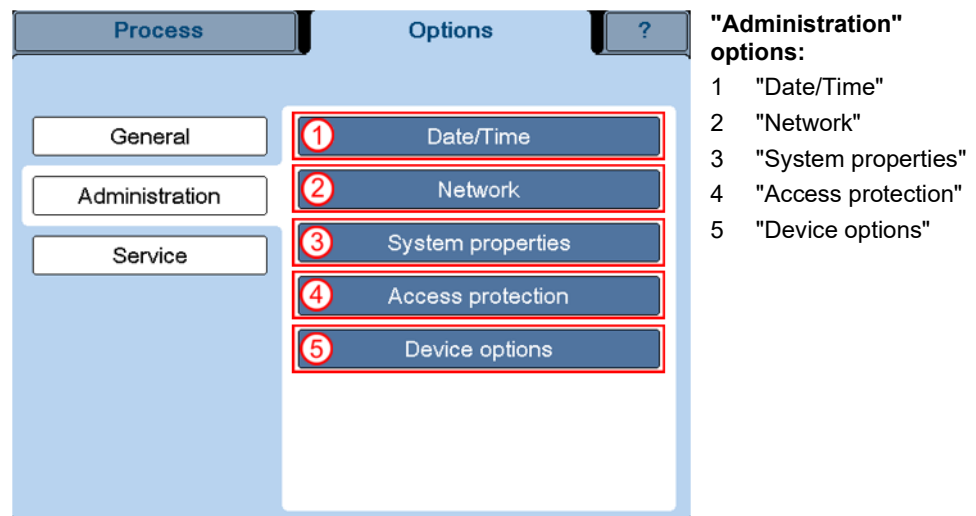 Process
Options
?
General
Administration
Service
1 Date/Time
2 Network
3 System properties
4 Access protection
5 Device options
"Administration"
options:
1 "Date/Time"
2 "Network"
3 "System properties"
4 "Access protection"
5 "Device options"